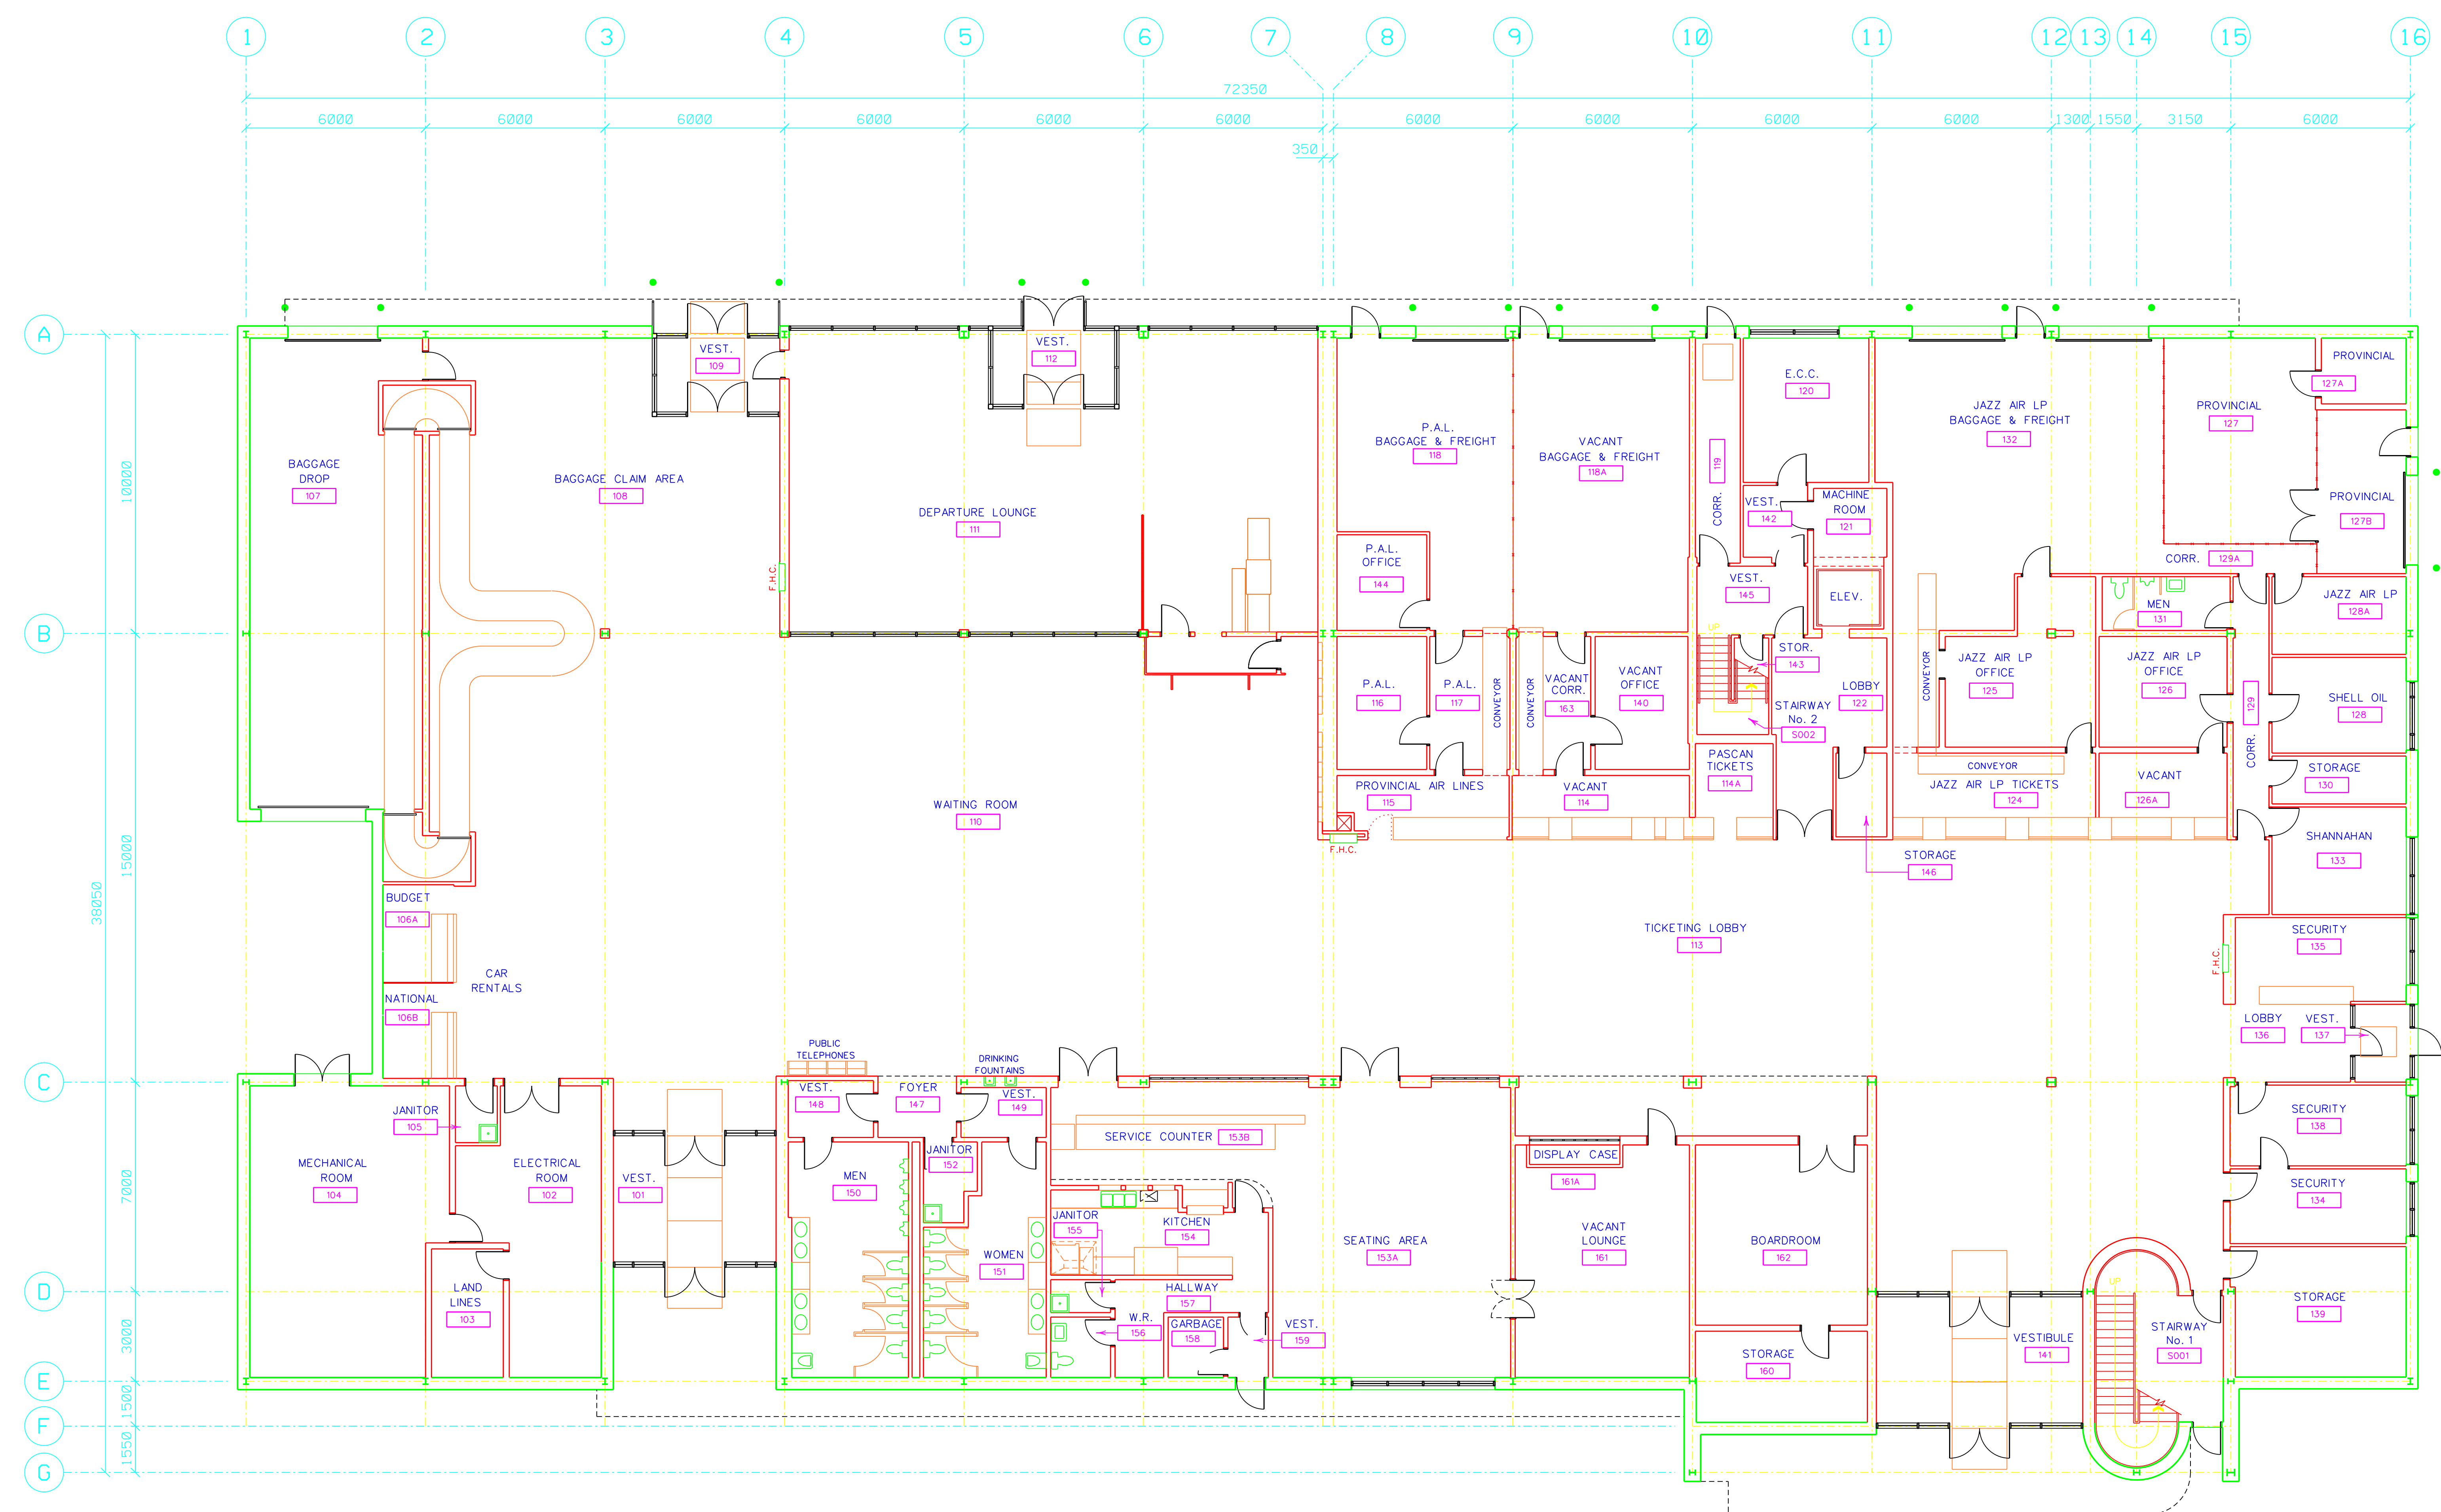 1 2 3 4 5 6 7 8 9 10 11 12 13 14 15 16
72350
6000 6000 6000 6000 6000 6000 6000 6000 6000 6000 1300 1550 3150 6000
350
A
B
C
D
E
F
G
10000
15000
7000
3000
1500
1550
38050
VEST.
109
VEST.
112
BAGGAGE
DROP
107
BAGGAGE CLAIM AREA
108
DEPARTURE LOUNGE
111
F.H.C.
P.A.L.
BAGGAGE & FREIGHT
118
VACANT
BAGGAGE & FREIGHT
118A
119
CORR.
E.C.C.
120
VEST.
142
MACHINE
ROOM
121
JAZZ AIR LP
BAGGAGE & FREIGHT
132
PROVINCIAL
127
PROVINCIAL
127A
PROVINCIAL
127B
CORR.
129A
P.A.L.
OFFICE
144
VEST.
145
ELEV.
MEN
131
JAZZ AIR LP
128A
UP
STOR.
143
P.A.L.
116
P.A.L.
117
CONVEYOR
CONVEYOR
VACANT
CORR.
163
VACANT
OFFICE
140
STAIRWAY
No. 2
S002
LOBBY
122
CONVEYOR
JAZZ AIR LP
OFFICE
125
JAZZ AIR LP
OFFICE
126
129
CORR.
SHELL OIL
128
PROVINCIAL AIR LINES
115
VACANT
114
PASCAN
TICKETS
114A
CONVEYOR
JAZZ AIR LP TICKETS
124
VACANT
126A
STORAGE
130
F.H.C.
STORAGE
146
SHANNAHAN
133
WAITING ROOM
110
BUDGET
106A
CAR
RENTALS
NATIONAL
106B
TICKETING LOBBY
113
F.H.C.
SECURITY
135
LOBBY
136
VEST.
137
PUBLIC
TELEPHONES
DRINKING
FOUNTAINS
VEST.
148
FOYER
147
VEST.
149
JANITOR
105
MECHANICAL
ROOM
104
ELECTRICAL
ROOM
102
VEST.
101
LAND
LINES
103
MEN
150
JANITOR
152
WOMEN
151
SERVICE COUNTER 153B
JANITOR
155
KITCHEN
154
HALLWAY
157
W.R.
156
GARBAGE
158
VEST.
159
SEATING AREA
153A
DISPLAY CASE
161A
VACANT
LOUNGE
161
BOARDROOM
162
STORAGE
160
VESTIBULE
141
UP
STAIRWAY
No. 1
S001
SECURITY
138
SECURITY
134
STORAGE
139